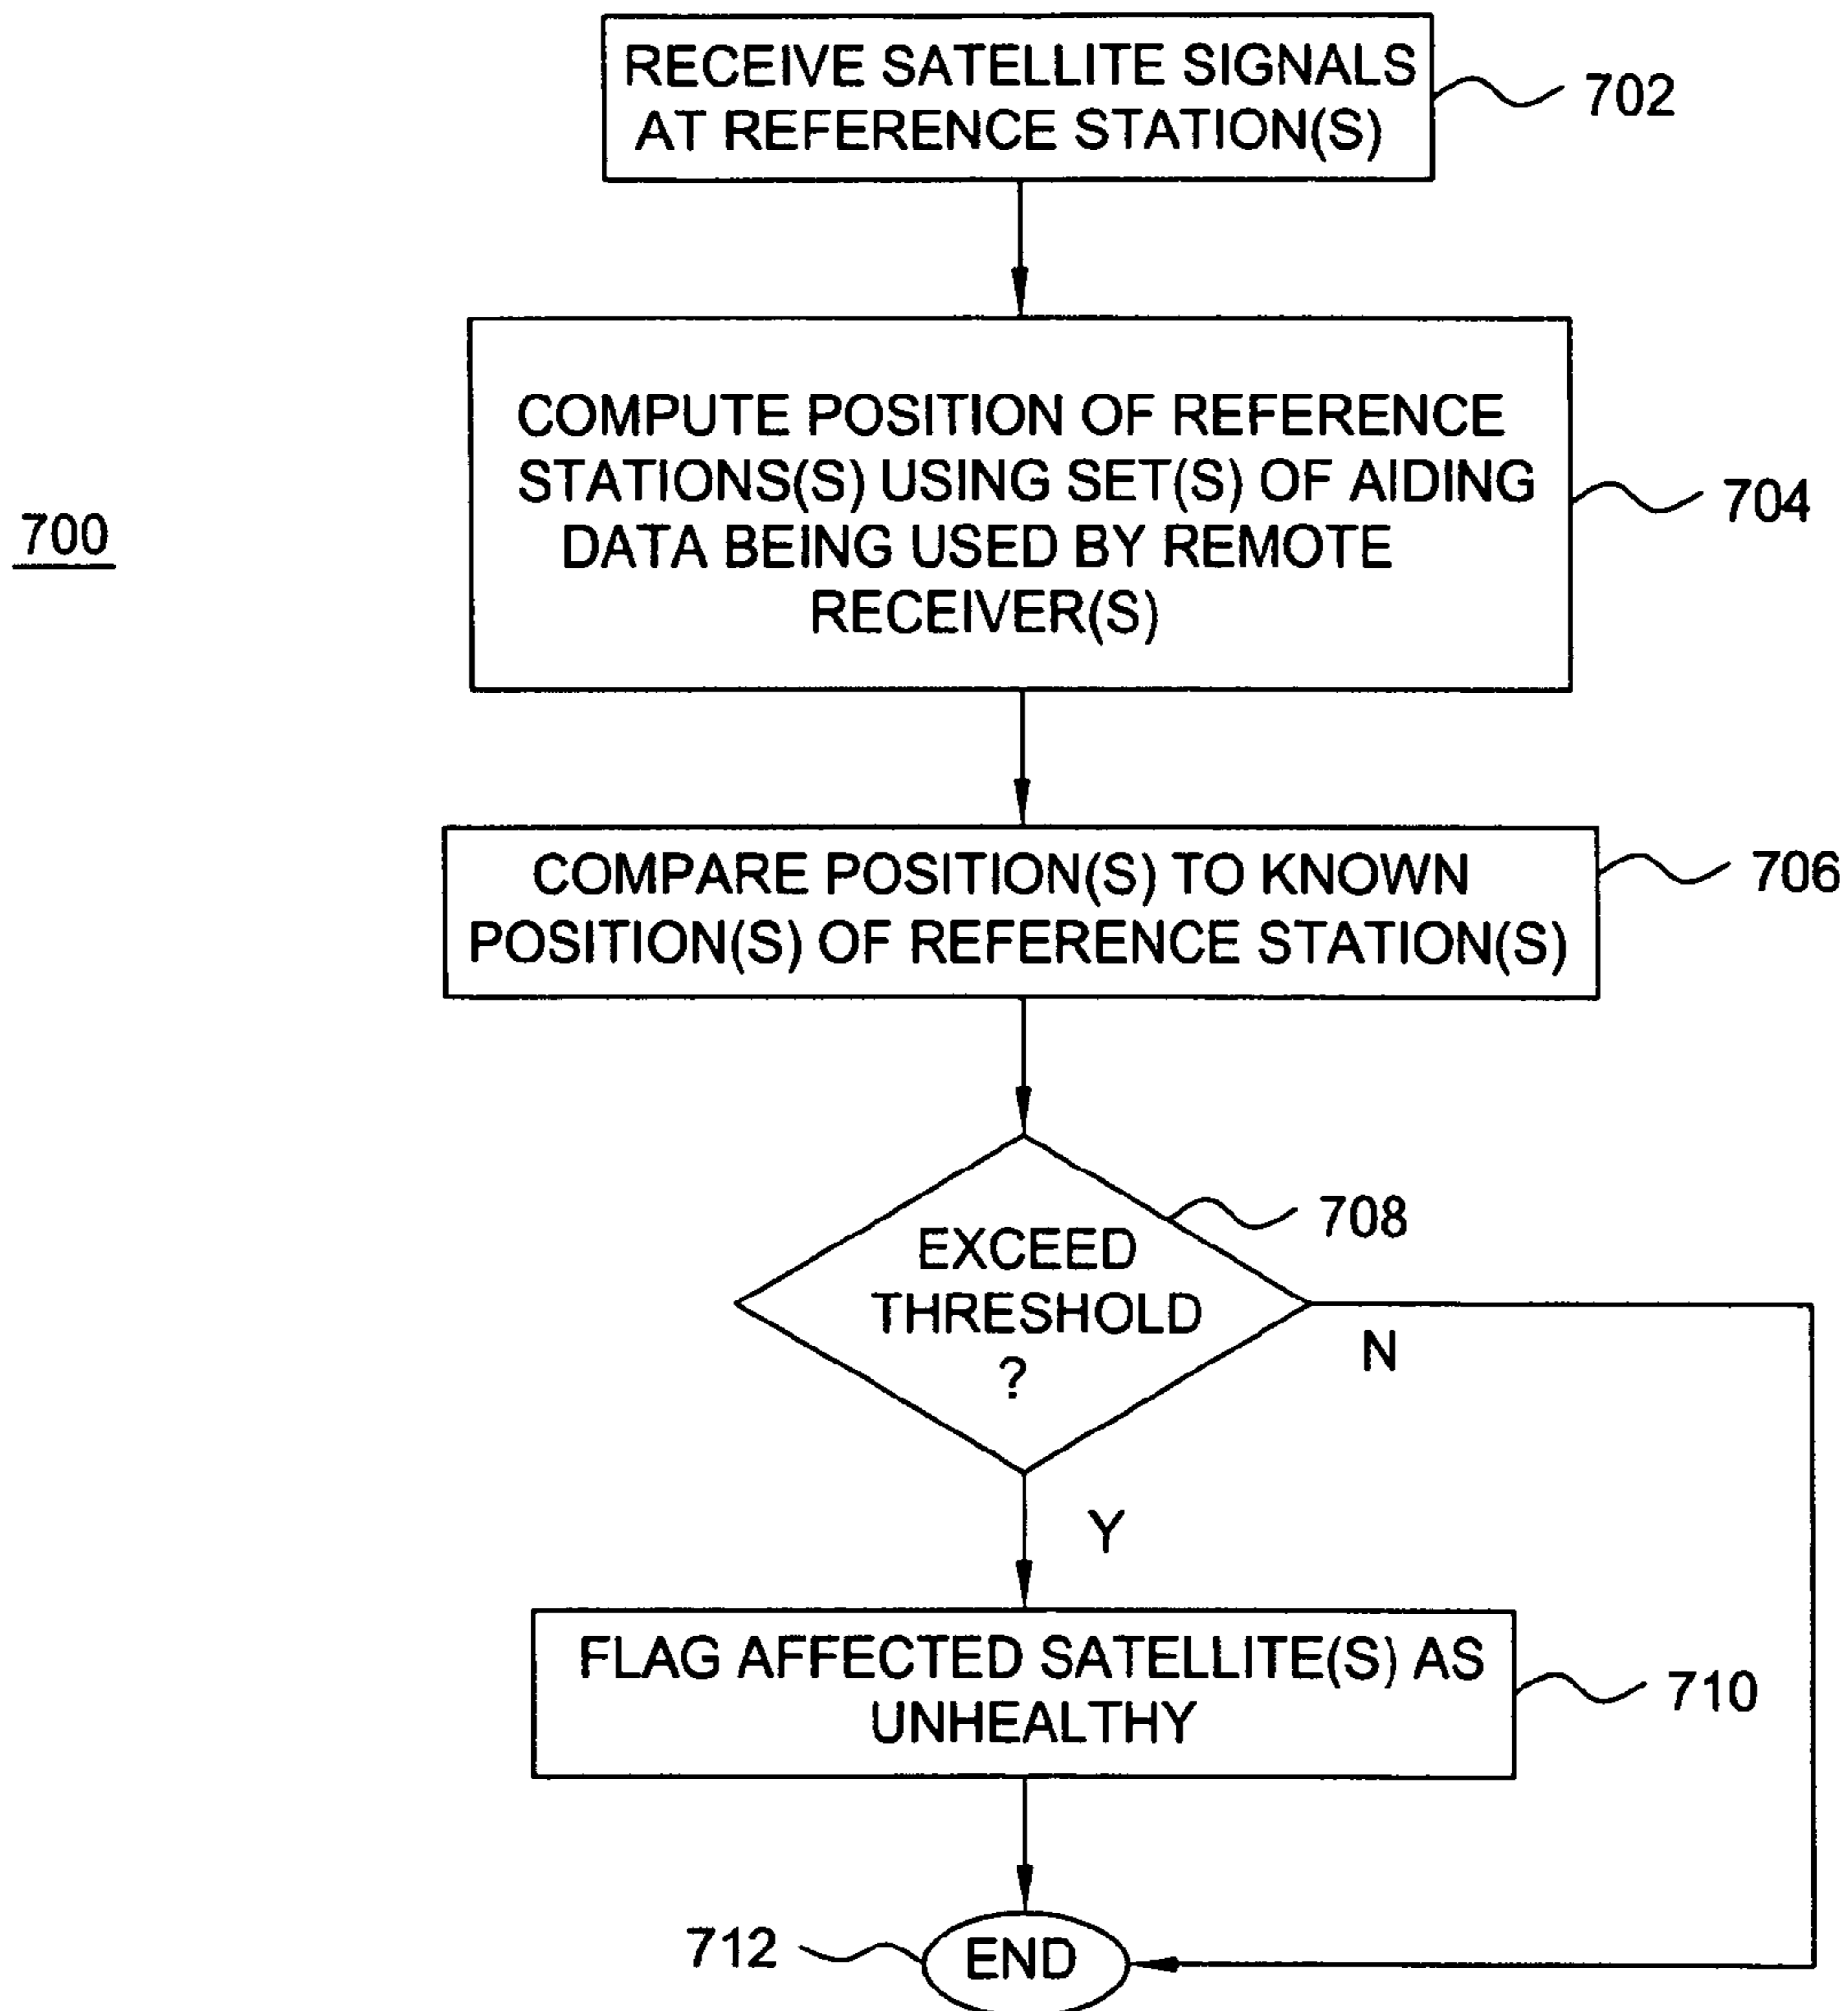 RECEIVE SATELLITE SIGNALS
AT REFERENCE STATION(S)
702
COMPUTE POSITION OF REFERENCE
STATIONS(S) USING SET(S) OF AIDING
DATA BEING USED BY REMOTE
RECEIVER(S)
704
700
COMPARE POSITION(S) TO KNOWN
POSITION(S) OF REFERENCE STATION(S)
706
EXCEED
THRESHOLD
?
708
N
Y
FLAG AFFECTED SATELLITE(S) AS
UNHEALTHY
710
712
END